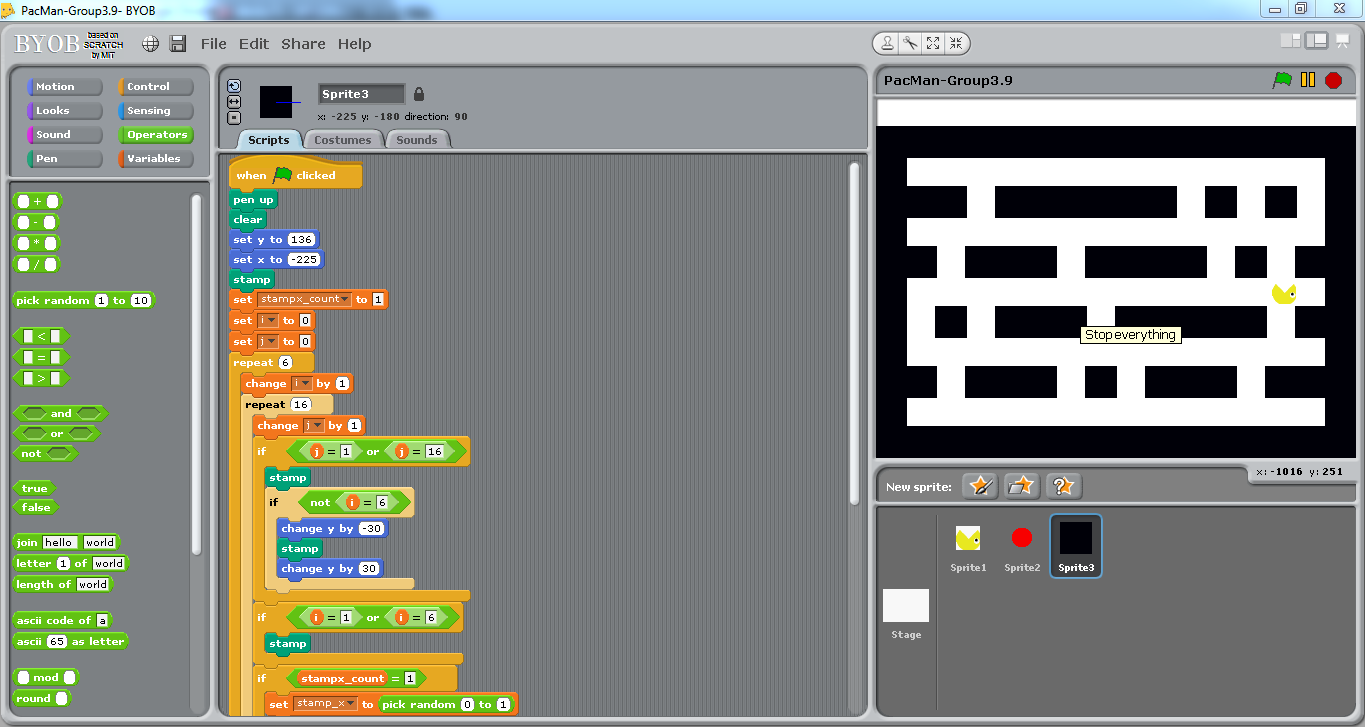 PacMan-Group3.9- BYOB
BYOB based on SCRATCH by MIT File Edit Share Help
Motion Control
Looks Sensing
Sound Operators
Pen Variables
+
-
*
/
pick random 1 to 10
<
=
>
and
or
not
true
false
join hello world
letter 1 of world
length of world
ascii code of a
ascii 65 as letter
mod
round
Sprite3
x: -225 y: -180 direction: 90
Scripts Costumes Sounds
when clicked
pen up
clear
set y to 136
set x to -225
stamp
set stampx_count to 1
set i to 0
set j to 0
repeat 6
change i by 1
repeat 16
change j by 1
if j = 1 or j = 16
stamp
if not i = 6
change y by -30
stamp
change y by 30
if i = 1 or i = 6
stamp
if stampx_count = 1
set stamp_x to pick random 0 to 1
PacMan-Group3.9
Stop everything
x: -1016 y: 251
New sprite:
Sprite1 Sprite2 Sprite3
Stage